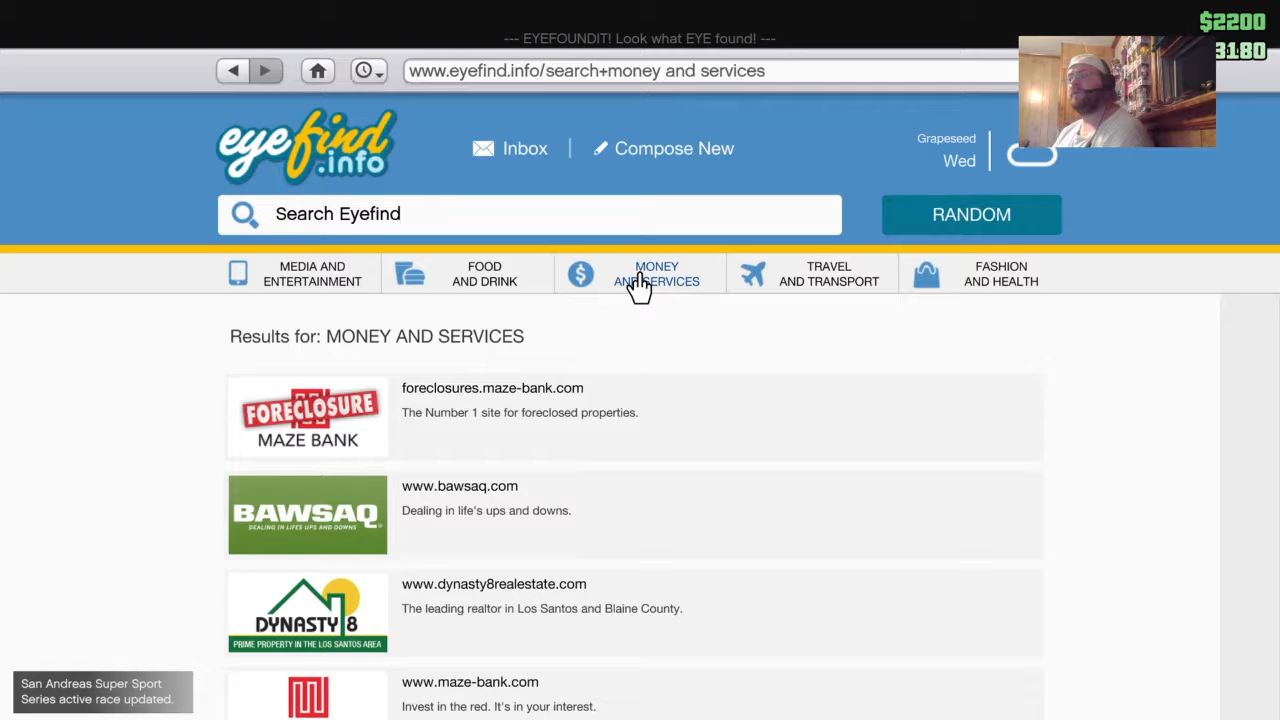 $2200
--- EYEFOUNDIT! Look what EYE found! ---
3180
www.eyefind.info/search+money and services
eyefind
.info
Inbox
Compose New
Grapeseed
Wed
Search Eyefind
RANDOM
MEDIA AND
ENTERTAINMENT
FOOD
AND DRINK
MONEY
AND SERVICES
TRAVEL
AND TRANSPORT
FASHION
AND HEALTH
Results for: MONEY AND SERVICES
FORECLOSURE
MAZE BANK
foreclosures.maze-bank.com
The Number 1 site for foreclosed properties.
BAWSAQ
DEALING IN LIFE'S UPS AND DOWNS
www.bawsaq.com
Dealing in life's ups and downs.
DYNASTY 8
PRIME PROPERTY IN THE LOS SANTOS AREA
www.dynasty8realestate.com
The leading realtor in Los Santos and Blaine County.
www.maze-bank.com
Invest in the red. It's in your interest.
San Andreas Super Sport
Series active race updated.